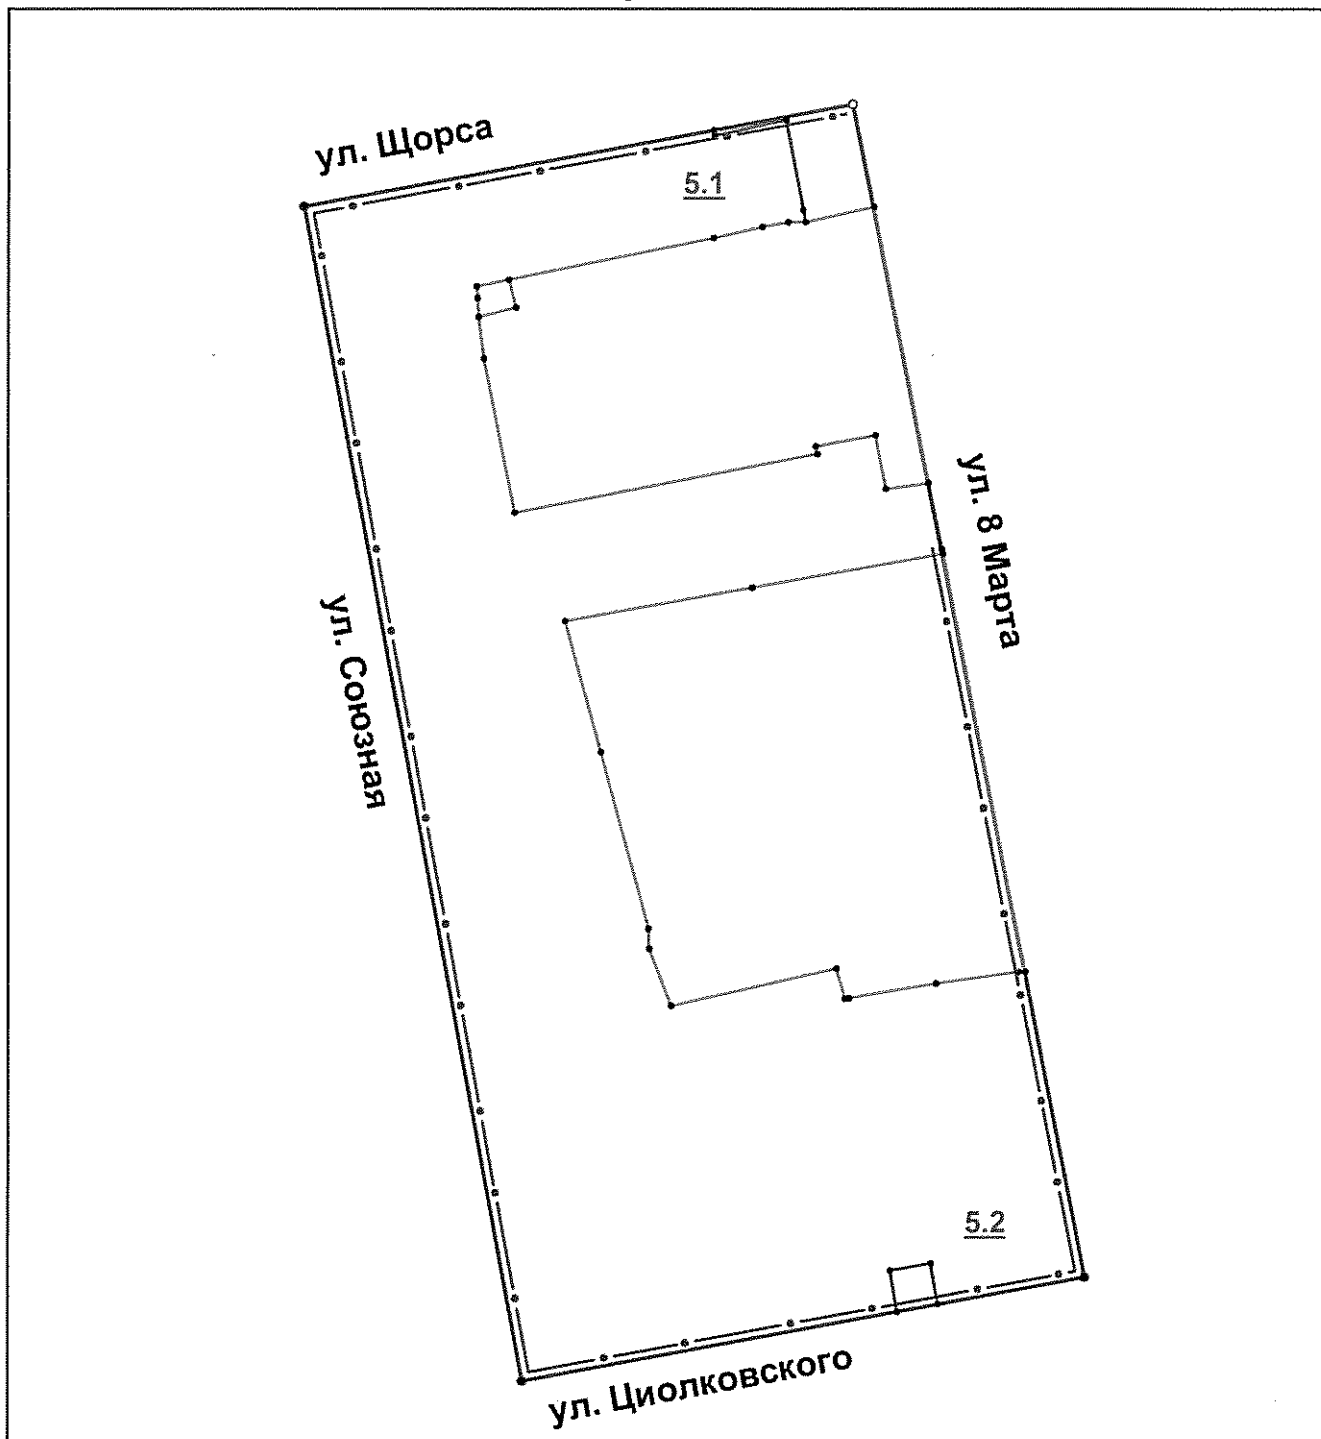 ул. Щорса
5.1
ул. 8 Марта
ул. Союзная
5.2
ул. Циолковского